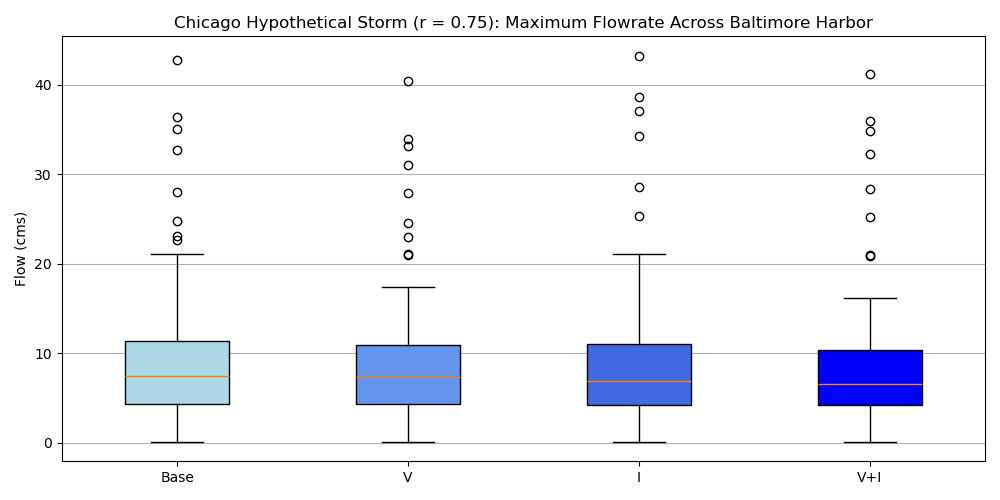 Chicago Hypothetical Storm (r = 0.75): Maximum Flowrate Across Baltimore Harbor
Flow (cms)
40
30
20
10
0
Base
V
I
V+I